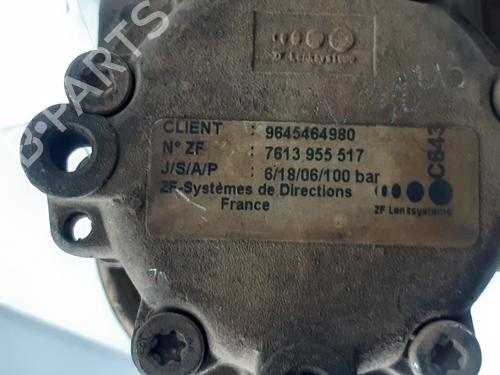 ZF Lenksysteme
CLIENT : 9645464980
N° ZF : 7613 955 517
J/S/A/P : 6/18/06/100 bar
ZF-Systèmes de Directions
France
C643
ZF Lenksysteme
B-Parts